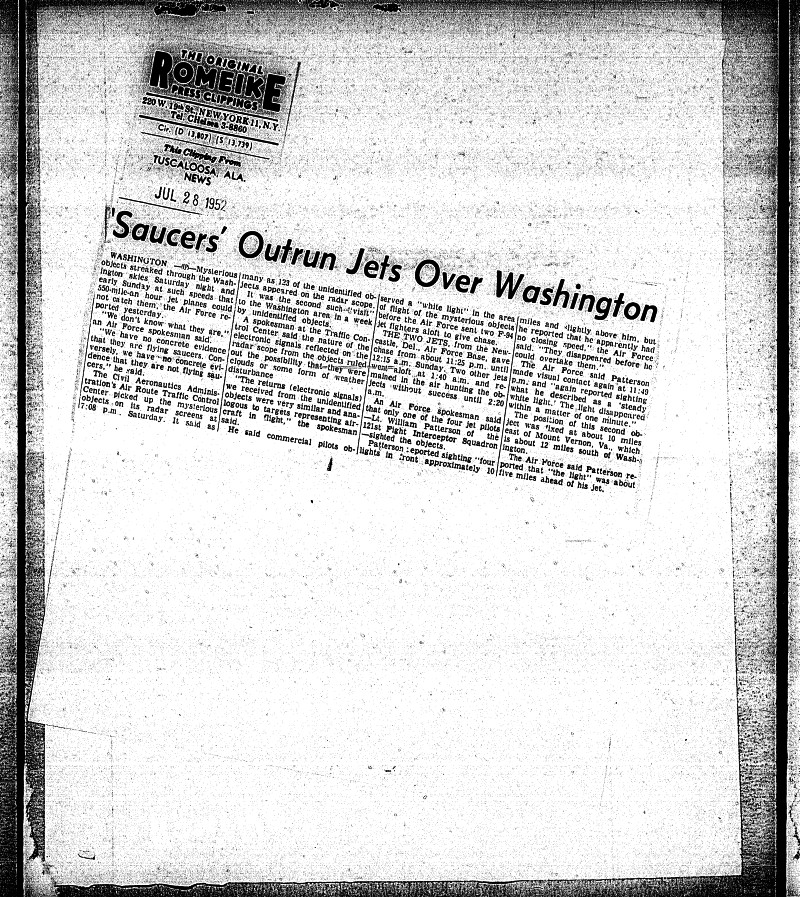 THE ORIGINAL
ROMEIKE
PRESS CLIPPINGS
220 W. 19th St., NEW YORK 11, N.Y.
Tel. CHelsea 3-8860
Cir. (D 13,807) (S 13,739)
This Clipping From
TUSCALOOSA, ALA.
NEWS
JUL 28 1952
'Saucers' Outrun Jets Over Washington
WASHINGTON —(AP)—Mysterious
objects streaked through the Wash-
ington skies Saturday night and
early Sunday at such speeds that
550-mile-an hour jet planes could
not catch them, the Air Force re-
ported yesterday.
"We don't know what they are,"
an Air Force spokesman said.
"We have no concrete evidence
that they are flying saucers. Con-
versely, we have no concrete evi-
dence that they are not flying sau-
cers," he said.
The Civil Aeronautics Adminis-
tration's Air Route Traffic Control
Center picked up the mysterious
objects on its radar screens at
7:08 p.m. Saturday. It said as
many as 123 of the unidentified ob-
jects appeared on the radar scope.
It was the second such "visit"
to the Washington area in a week
by unidentified objects.
A spokesman at the Traffic Con-
trol Center said the nature of the
electronic signals reflected on the
radar scope from the objects ruled
out the possibility that they were
clouds or some form of weather
disturbance
"The returns (electronic signals)
we received from the unidentified
objects were very similar and ana-
logous to targets representing air-
craft in flight," the spokesman
said.
He said commercial pilots ob-
served a "white light" in the area
of flight of the mysterious objects
before the Air Force sent two F-94
jet fighters aloft to give chase.
THE TWO JETS, from the New-
castle, Del., Air Force Base, gave
chase from about 11:25 p.m. until
12:15 a.m. Sunday. Two other jets
went aloft at 1:40 a.m. and re-
mained in the air hunting the ob-
jects without success until 2:20
a.m.
An Air Force spokesman said
that only one of the four jet pilots
—Lt. William Patterson of the
121st Fight Interceptor Squadron
—sighted the objects.
Patterson reported sighting "four
lights in front approximately 10
miles and slightly above him, but
he reported that he apparently had
no closing speed," the Air Force
said. "They disappeared before he
could overtake them."
The Air Force said Patterson
made visual contact again at 11:49
p.m. and "again reported sighting
what he described as a 'steady
white light.' The light disappeared
within a matter of one minute."
The position of this second ob-
ject was fixed at about 10 miles
east of Mount Vernon, Va., which
is about 12 miles south of Wash-
ington.
The Air Force said Patterson re-
ported that "the light" was about
five miles ahead of his jet.